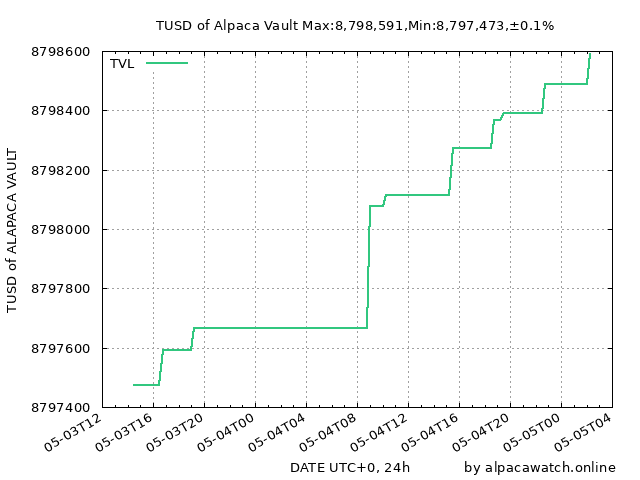 TUSD of Alpaca Vault Max:8,798,591,Min:8,797,473,±0.1%
TUSD of ALAPACA VAULT
TVL
8798600
8798400
8798200
8798000
8797800
8797600
8797400
05-03T12
05-03T16
05-03T20
05-04T00
05-04T04
05-04T08
05-04T12
05-04T16
05-04T20
05-05T00
05-05T04
DATE UTC+0, 24h
by alpacawatch.online